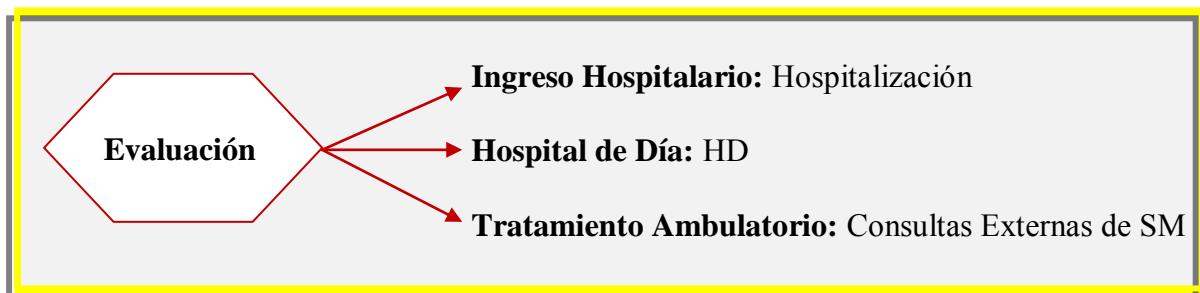 Ingreso Hospitalario: Hospitalización
Evaluación
Hospital de Día: HD
Tratamiento Ambulatorio: Consultas Externas de SM